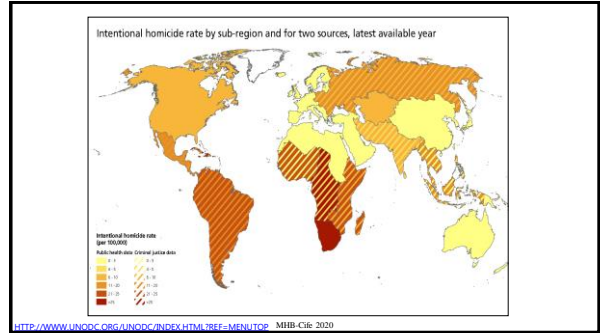 Intentional homicide rate by sub-region and for two sources, latest available year
Intentional homicide rate
(per 100,000)
Public health data Criminal justice data
HTTP://WWW.UNODC.ORG/UNODC/INDEX.HTML?REF=MENUTOP MHB-Cife 2020